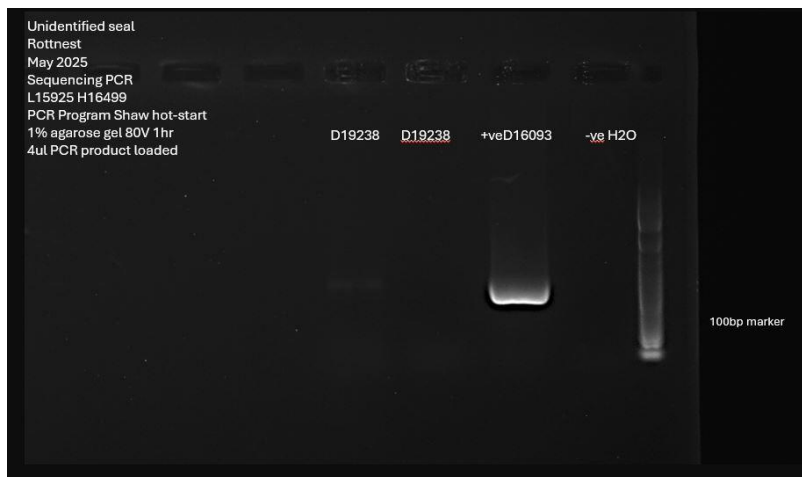 Unidentified seal
Rottnest
May 2025
Sequencing PCR
L15925 H16499
PCR Program Shaw hot-start
1% agarose gel 80V 1hr
4ul PCR product loaded
D19238 D19238 +veD16093 -ve H2O
100bp marker